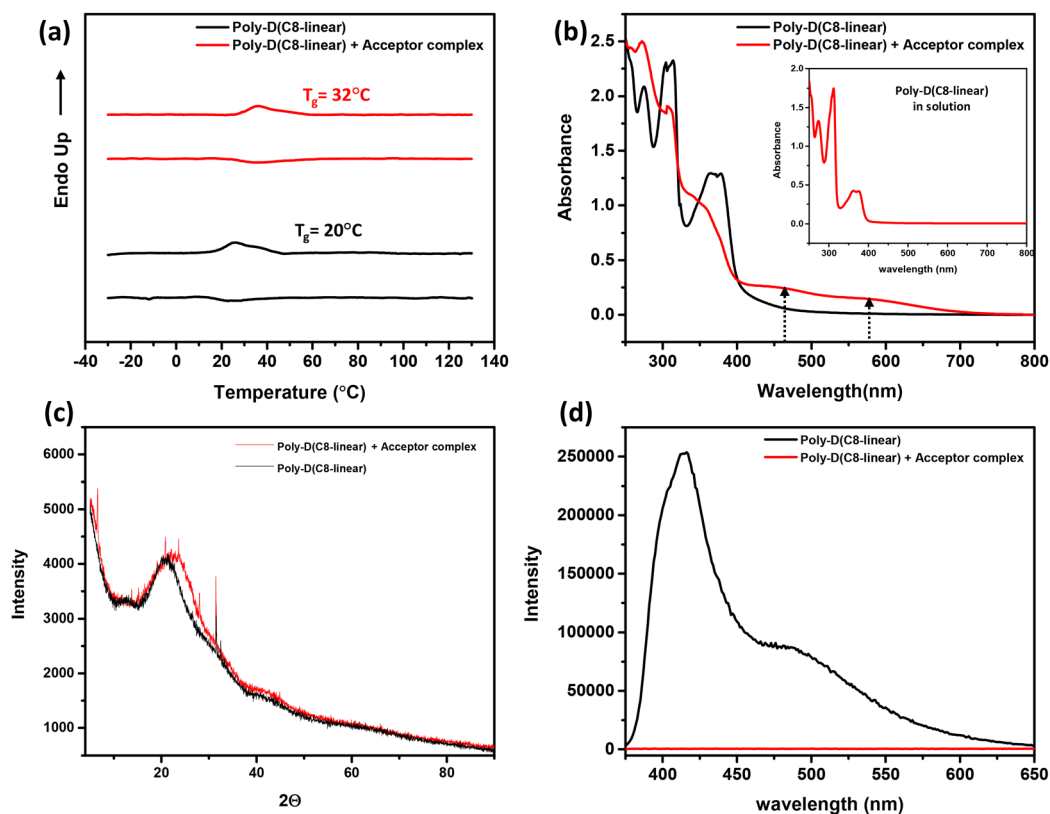 (a)
Poly-D(C8-linear)
Poly-D(C8-linear) + Acceptor complex
Tg= 32°C
Tg= 20°C
Endo Up
-40 -20 0 20 40 60 80 100 120 140
Temperature (°C)
(b)
Poly-D(C8-linear)
Poly-D(C8-linear) + Acceptor complex
2.5
2.0
1.5
1.0
0.5
0.0
Absorbance
300 400 500 600 700 800
Wavelength(nm)
Poly-D(C8-linear)
in solution
2.0
1.5
1.0
0.5
0.0
Absorbance
300 400 500 600 700 800
wavelength (nm)
(c)
Poly-D(C8-linear) + Acceptor complex
Poly-D(C8-linear)
6000
5000
4000
3000
2000
1000
Intensity
20 40 60 80
2Θ
(d)
Poly-D(C8-linear)
Poly-D(C8-linear) + Acceptor complex
250000
200000
150000
100000
50000
0
Intensity
400 450 500 550 600 650
wavelength (nm)